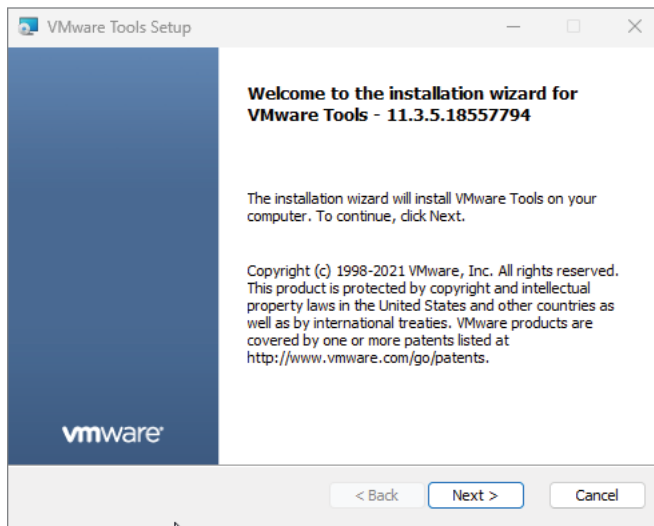 VMware Tools Setup
Welcome to the installation wizard for
VMware Tools - 11.3.5.18557794
The installation wizard will install VMware Tools on your
computer. To continue, click Next.
Copyright (c) 1998-2021 VMware, Inc. All rights reserved.
This product is protected by copyright and intellectual
property laws in the United States and other countries as
well as by international treaties. VMware products are
covered by one or more patents listed at
http://www.vmware.com/go/patents.
vmware
< Back
Next >
Cancel